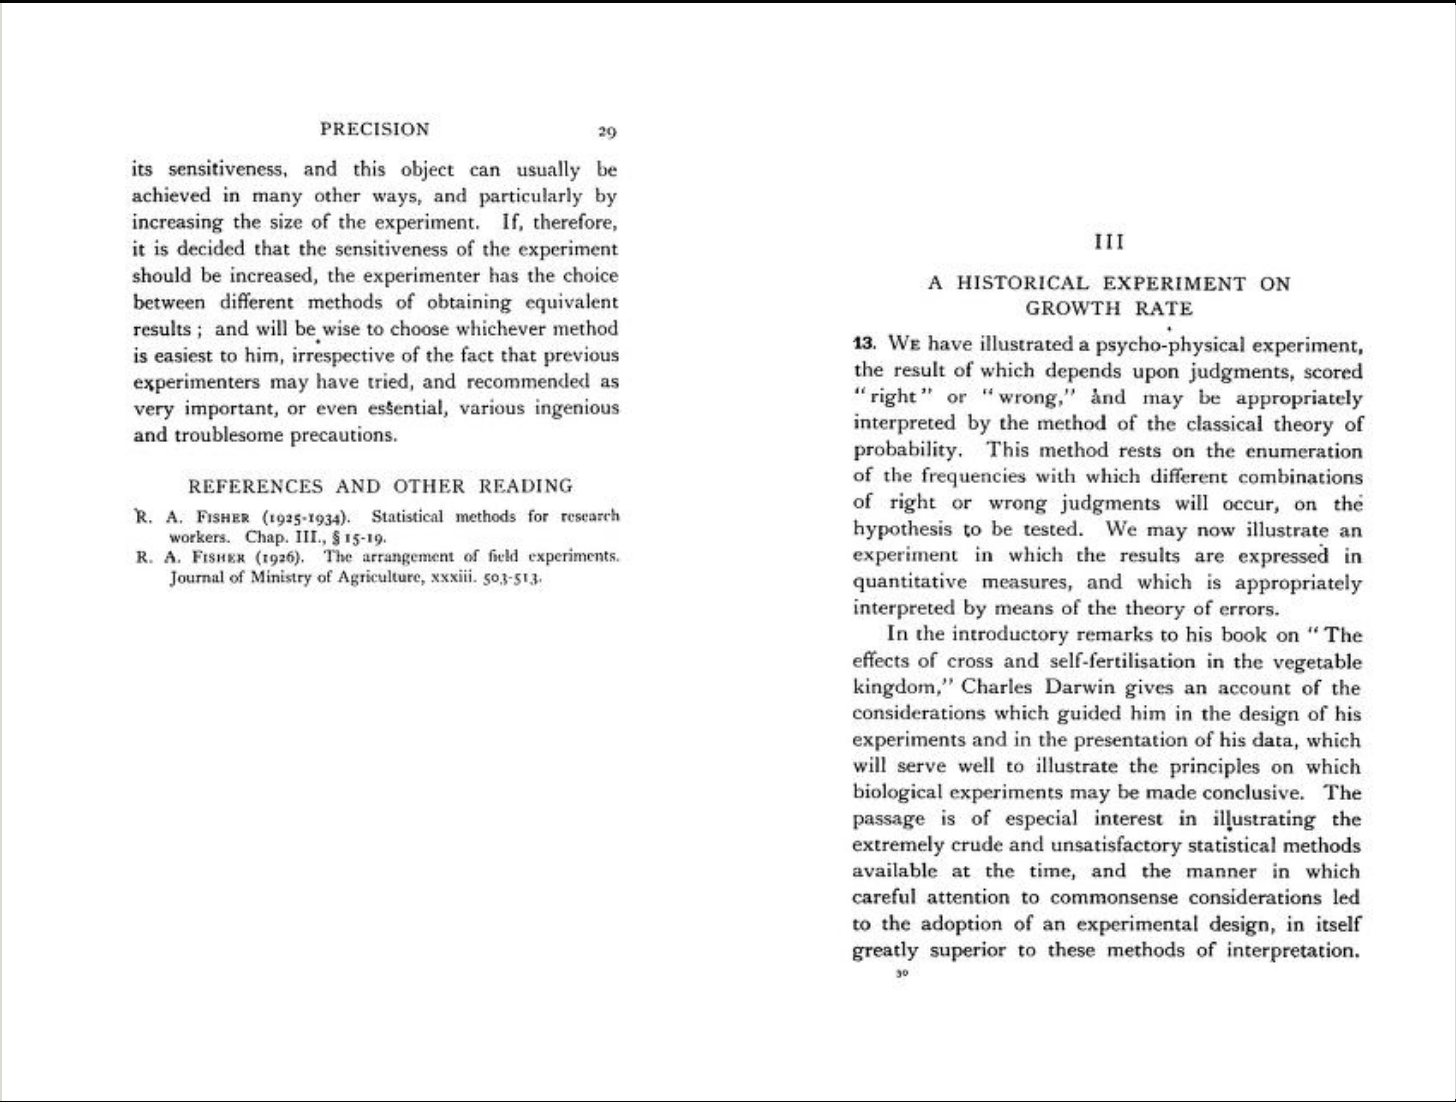 PRECISION 29
its sensitiveness, and this object can usually be
achieved in many other ways, and particularly by
increasing the size of the experiment. If, therefore,
it is decided that the sensitiveness of the experiment
should be increased, the experimenter has the choice
between different methods of obtaining equivalent
results ; and will be wise to choose whichever method
is easiest to him, irrespective of the fact that previous
experimenters may have tried, and recommended as
very important, or even essential, various ingenious
and troublesome precautions.
REFERENCES AND OTHER READING
R. A. FISHER (1925-1934). Statistical methods for research
workers. Chap. III., § 15-19.
R. A. FISHER (1926). The arrangement of field experiments.
Journal of Ministry of Agriculture, xxxiii. 503-513.
III
A HISTORICAL EXPERIMENT ON
GROWTH RATE
13. WE have illustrated a psycho-physical experiment,
the result of which depends upon judgments, scored
“right” or “wrong,” and may be appropriately
interpreted by the method of the classical theory of
probability. This method rests on the enumeration
of the frequencies with which different combinations
of right or wrong judgments will occur, on the
hypothesis to be tested. We may now illustrate an
experiment in which the results are expressed in
quantitative measures, and which is appropriately
interpreted by means of the theory of errors.
In the introductory remarks to his book on “The
effects of cross and self-fertilisation in the vegetable
kingdom,” Charles Darwin gives an account of the
considerations which guided him in the design of his
experiments and in the presentation of his data, which
will serve well to illustrate the principles on which
biological experiments may be made conclusive. The
passage is of especial interest in illustrating the
extremely crude and unsatisfactory statistical methods
available at the time, and the manner in which
careful attention to commonsense considerations led
to the adoption of an experimental design, in itself
greatly superior to these methods of interpretation.
30